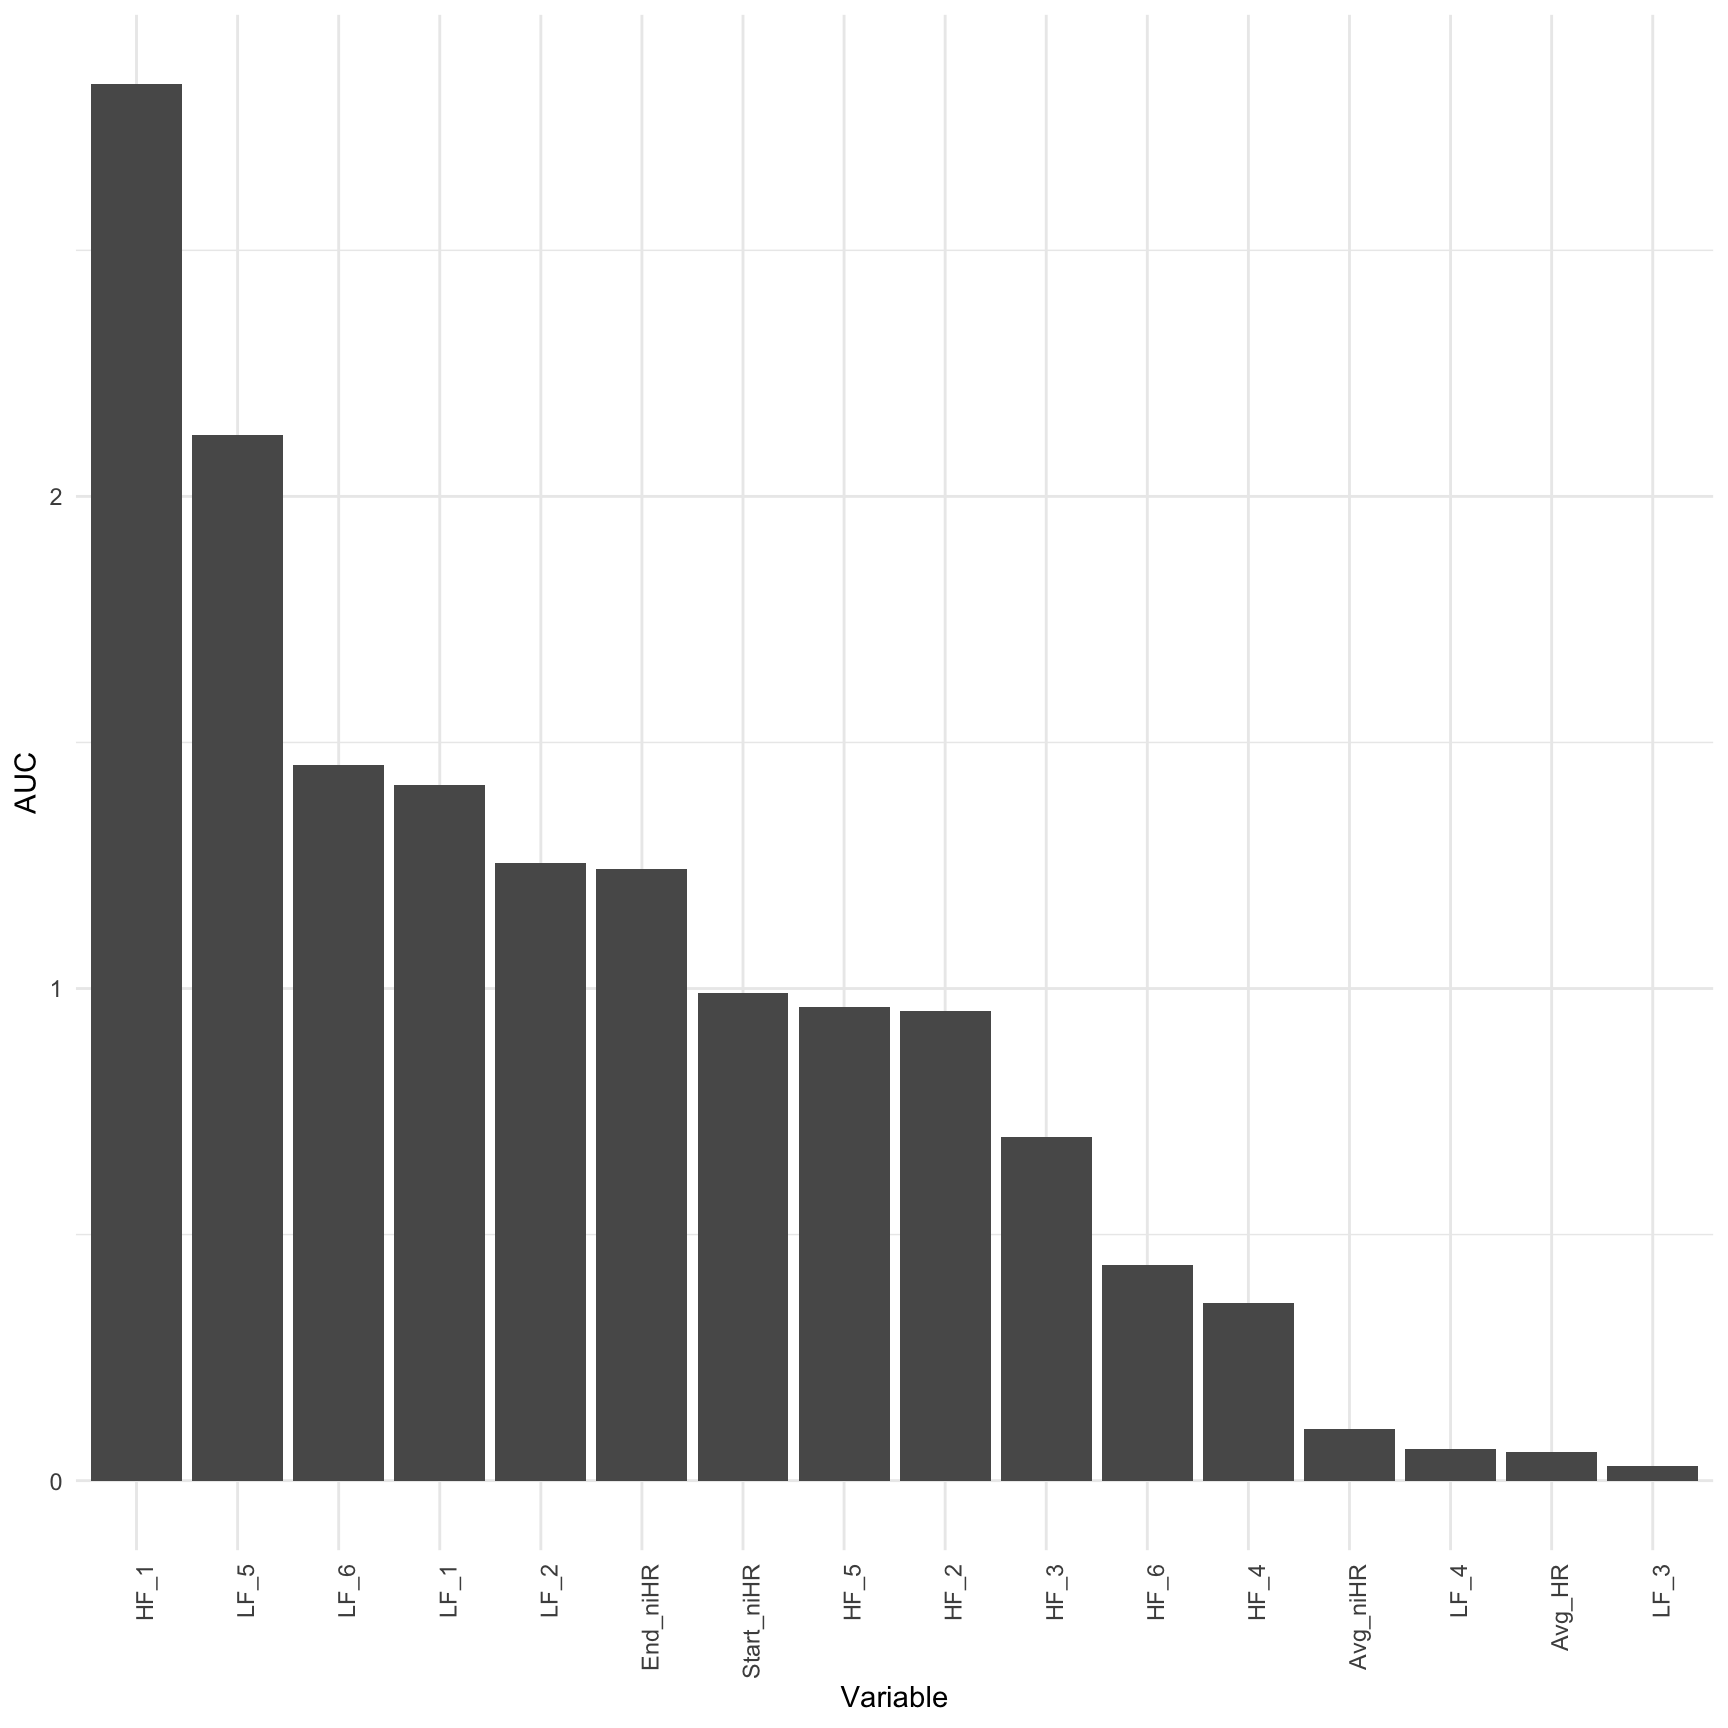 AUC
2
1
0
HF_1
LF_5
LF_6
LF_1
LF_2
End_niHR
Start_niHR
HF_5
HF_2
HF_3
HF_6
HF_4
Avg_niHR
LF_4
Avg_HR
LF_3
Variable